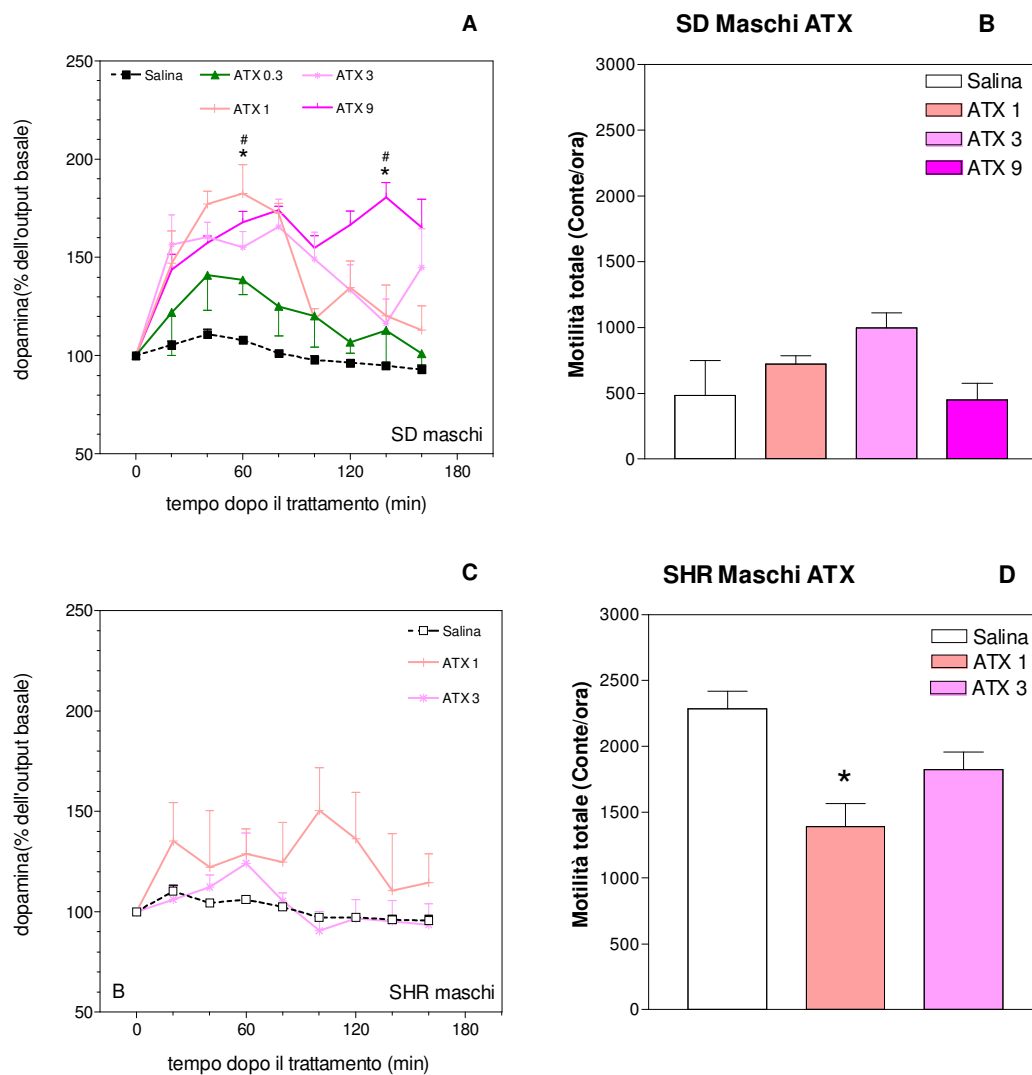 A
250
200
150
100
50
dopamina(% dell'output basale)
Salina
ATX 0.3
ATX 3
ATX 1
ATX 9
#
*
#
*
SD maschi
0
60
120
180
tempo dopo il trattamento (min)
SD Maschi ATX
B
3000
2500
2000
1500
1000
500
0
Motilità totale (Conte/ora)
Salina
ATX 1
ATX 3
ATX 9
C
250
200
150
100
50
dopamina(% dell'output basale)
Salina
ATX 1
ATX 3
B
SHR maschi
0
60
120
180
tempo dopo il trattamento (min)
SHR Maschi ATX
D
3000
2500
2000
1500
1000
500
0
Motilità totale (Conte/ora)
Salina
ATX 1
ATX 3
*